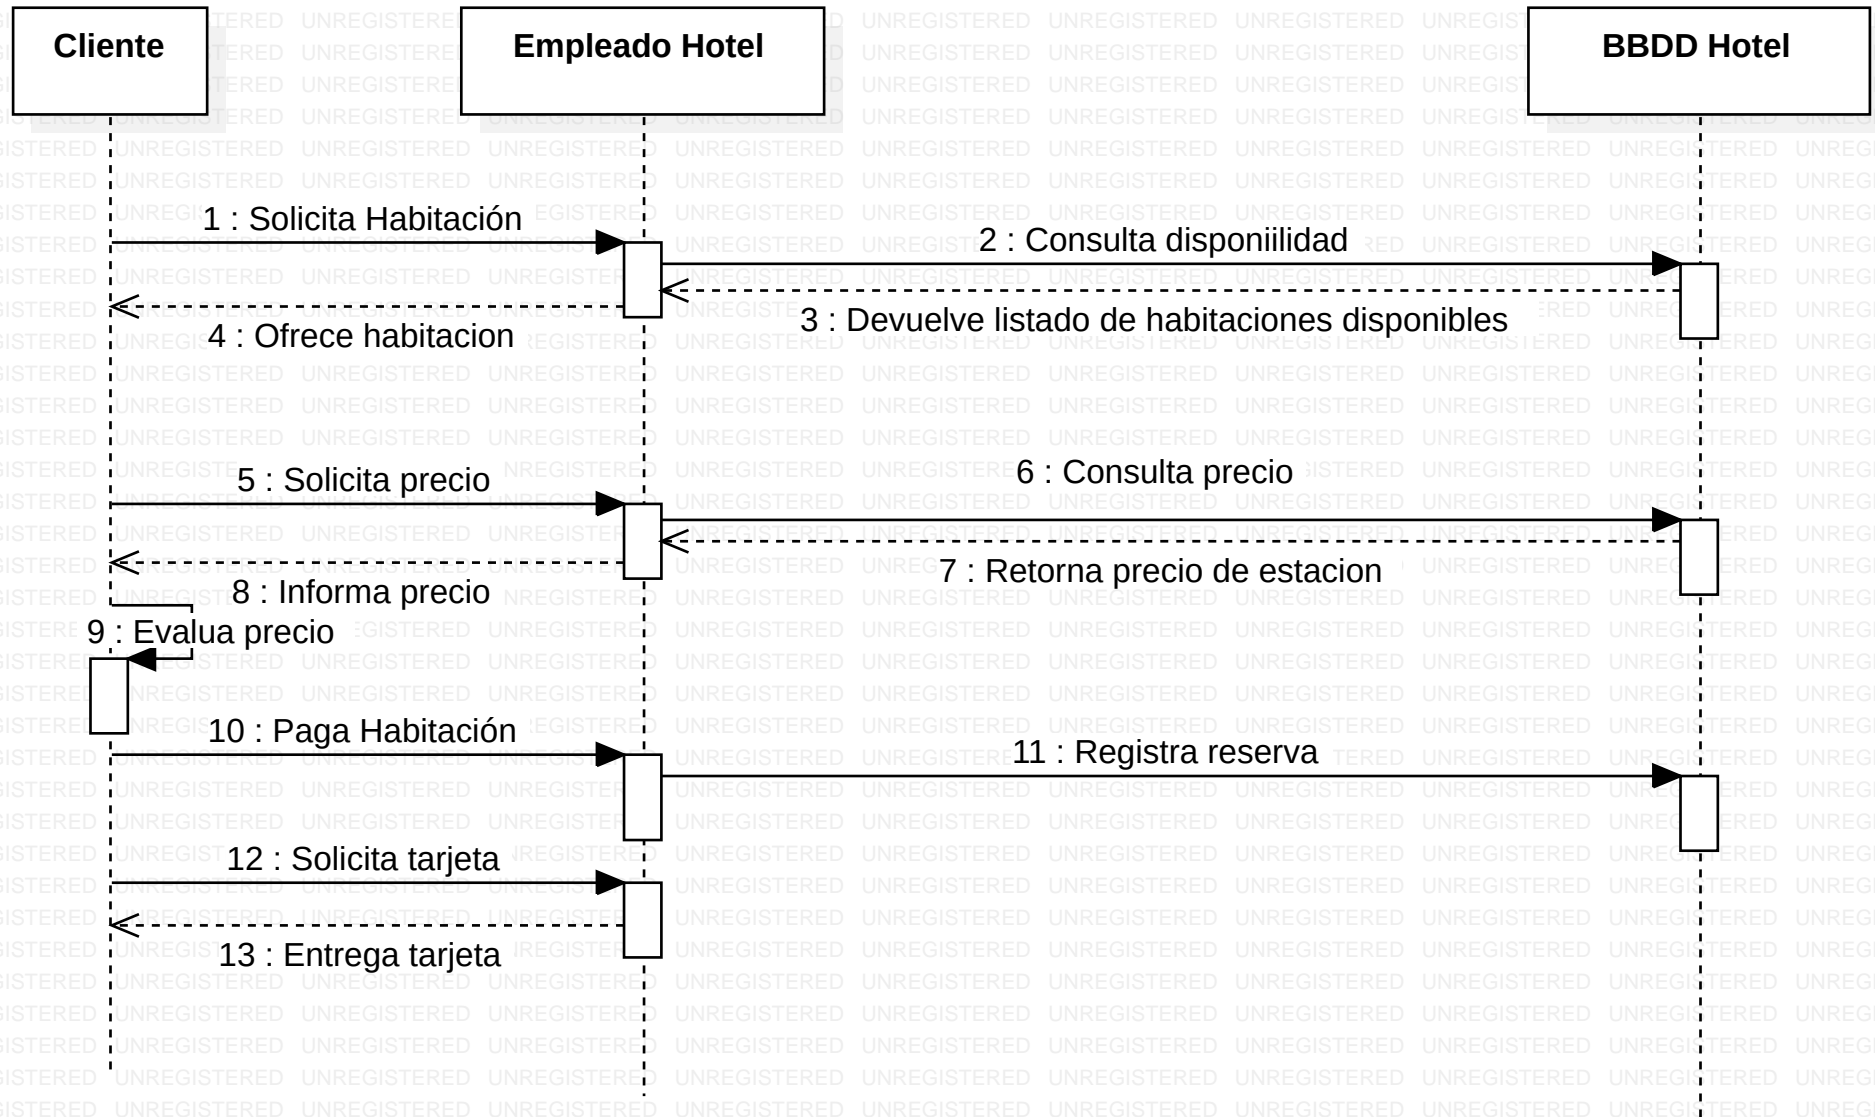 Cliente
Empleado Hotel
BBDD Hotel
1 : Solicita Habitación
2 : Consulta disponiilidad
3 : Devuelve listado de habitaciones disponibles
4 : Ofrece habitacion
5 : Solicita precio
6 : Consulta precio
7 : Retorna precio de estacion
8 : Informa precio
9 : Evalua precio
10 : Paga Habitación
11 : Registra reserva
12 : Solicita tarjeta
13 : Entrega tarjeta
UNREGISTERED